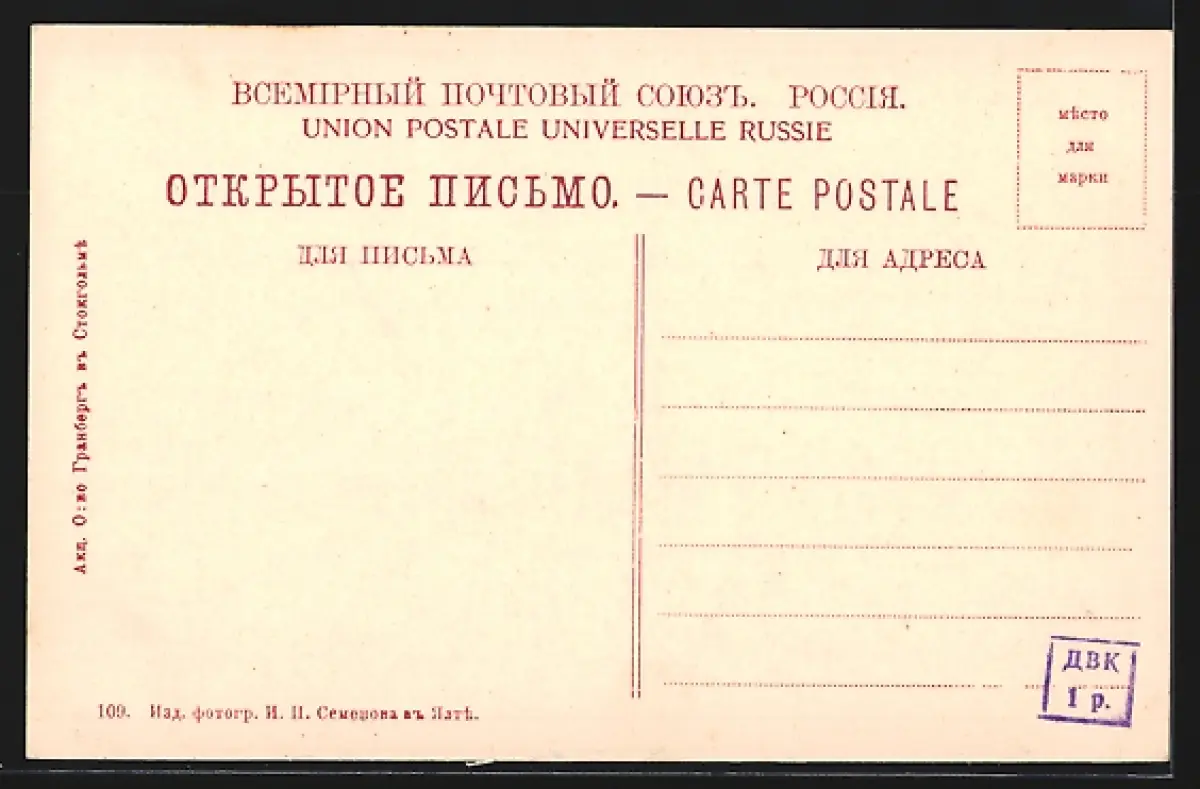 ВСЕМІРНЫЙ ПОЧТОВЫЙ СОЮЗЪ. РОССІЯ.
UNION POSTALE UNIVERSELLE RUSSIE
ОТКРЫТОЕ ПИСЬМО. — CARTE POSTALE
мѣсто
для
марки
ДЛЯ ПИСЬМА
ДЛЯ АДРЕСА
Акц. О:во Гранбергъ въ Стокгольмѣ
109. Изд. фотогр. И. П. Семенова въ Ялтѣ.
ДВК
1 р.